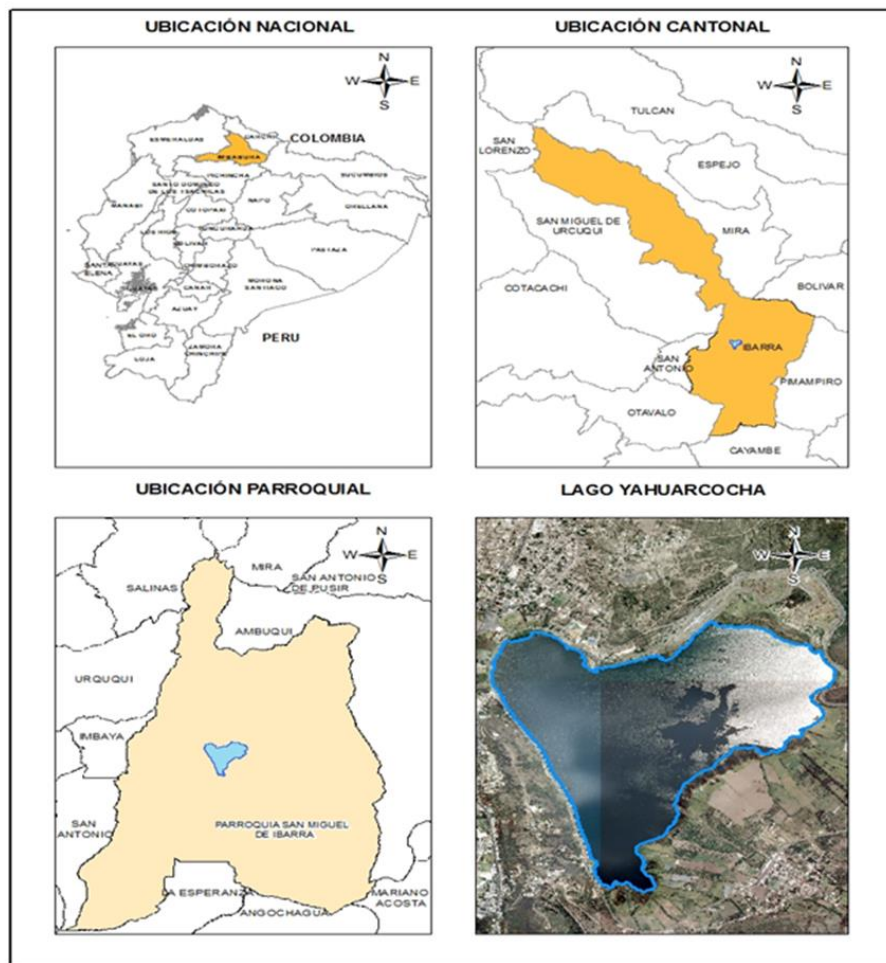 UBICACIÓN NACIONAL
N
W E
S
COLOMBIA
ESMERALDAS
IMBABURA
PICHINCHA
SUCUMBIOS
SANTO DOMINGO
DE LOS TSACHILAS
NAPO
ORELLANA
MANABI
COTOPAXI
TUNGURAHUA
LOS RIOS
BOLIVAR
PASTAZA
SANTA
ELENA
GUAYAS
CHIMBORAZO
MORONA
SANTIAGO
CAÑAR
AZUAY
PERU
EL ORO
ZAMORA
CHINCHIPE
LOJA
UBICACIÓN CANTONAL
N
W E
S
TULCAN
SAN
LORENZO
ESPEJO
SAN MIGUEL DE
URCUQUI
MIRA
COTACACHI
BOLIVAR
IBARRA
SAN
ANTONIO
PIMAMPIRO
OTAVALO
CAYAMBE
UBICACIÓN PARROQUIAL
N
W E
S
MIRA
SALINAS
SAN ANTONIO
DE PUSIR
AMBUQUI
URQUQUI
IMBAYA
SAN
ANTONIO
PARROQUIA SAN MIGUEL
DE IBARRA
LA ESPERANZA
MARIANO
ACOSTA
ANGOCHAGUA
LAGO YAHUARCOCHA
N
W E
S